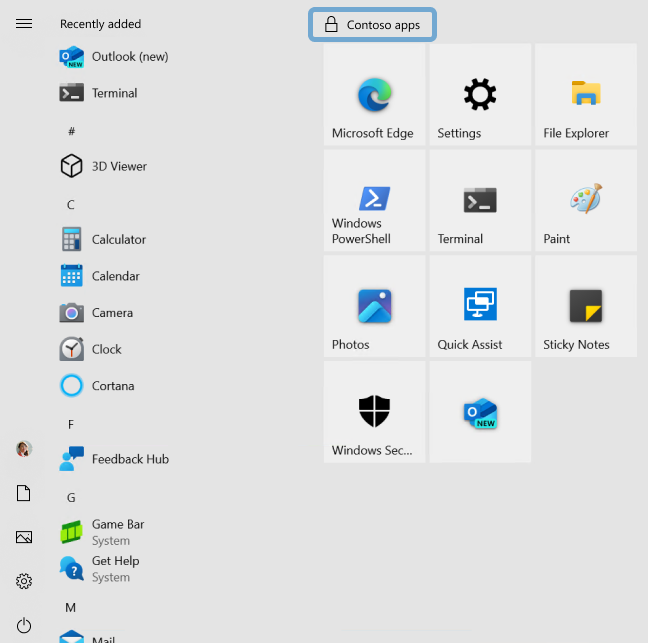 Recently added
Outlook (new)
Terminal
#
3D Viewer
C
Calculator
Calendar
Camera
Clock
Cortana
F
Feedback Hub
G
Game Bar
System
Get Help
System
M
Mail
Contoso apps
Microsoft Edge
Settings
File Explorer
Windows
PowerShell
Terminal
Paint
Photos
Quick Assist
Sticky Notes
Windows Sec...
NEW